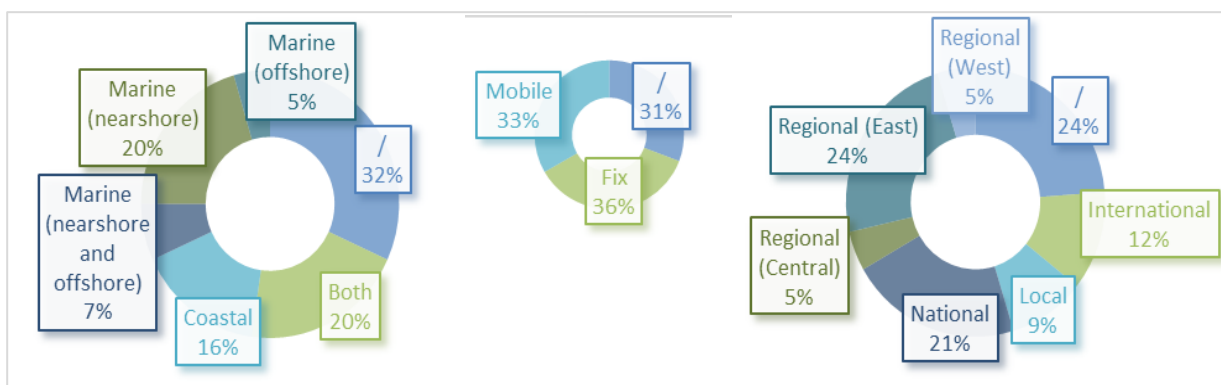 Marine
(offshore)
5%
Marine
(nearshore)
20%
/
32%
Marine
(nearshore
and
offshore)
7%
Coastal
16%
Both
20%
Mobile
33%
/
31%
Fix
36%
Regional
(West)
5%
/
24%
Regional (East)
24%
International
12%
Regional
(Central)
5%
Local
9%
National
21%